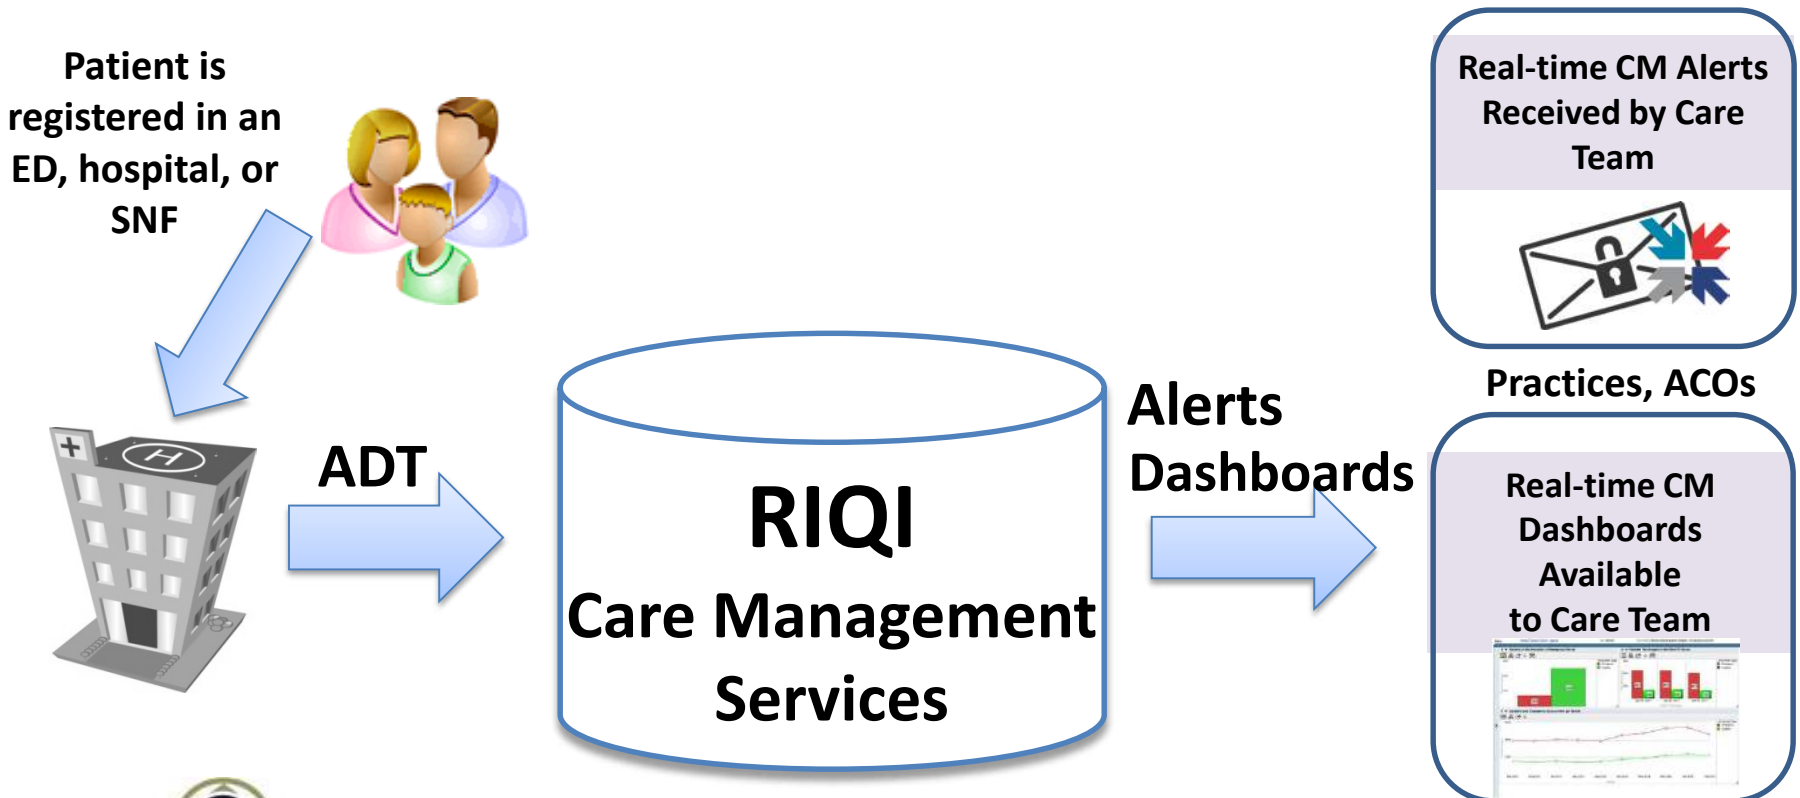 Patient is
registered in an
ED, hospital, or
SNF
H
ADT
RIQI
Care Management
Services
Alerts
Dashboards
Real-time CM Alerts
Received by Care
Team
Practices, ACOs
Real-time CM
Dashboards
Available
to Care Team